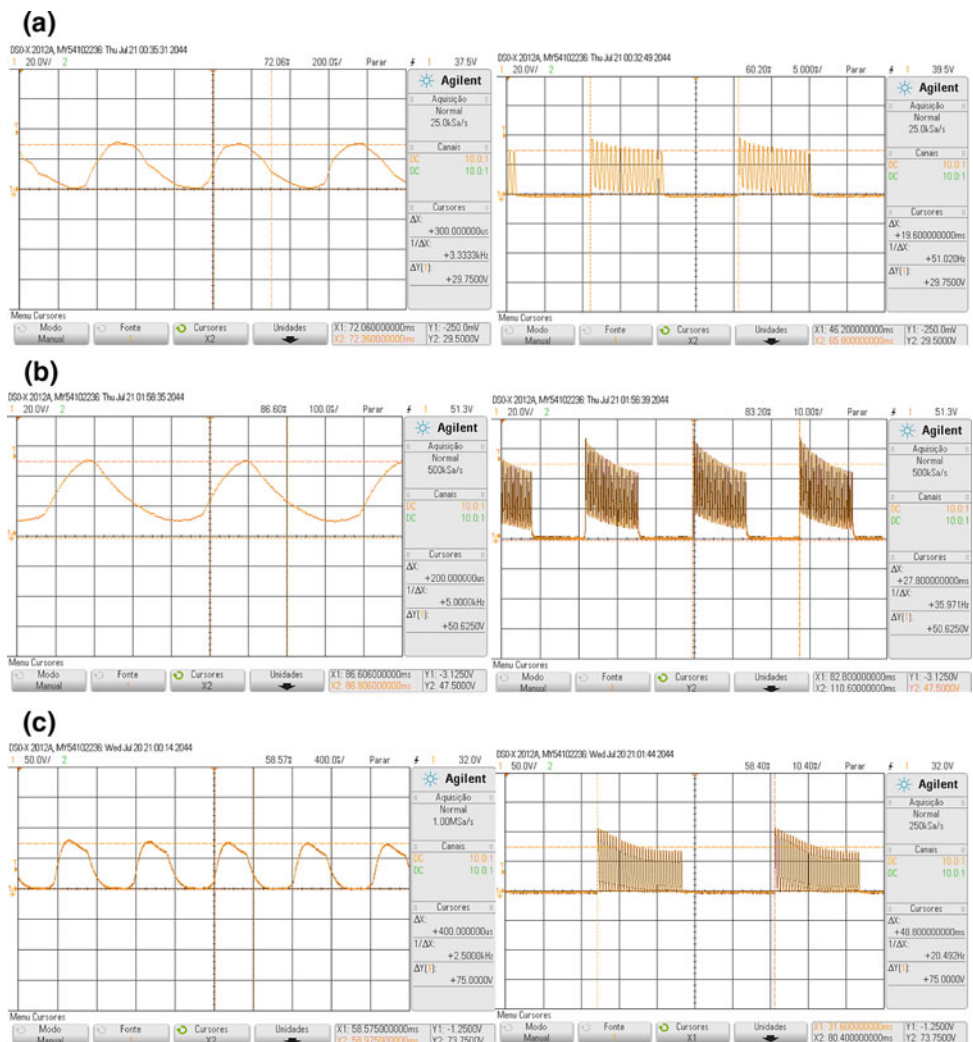 (a)
DSO-X 2012A, MY54102236: Thu Jul 21 00:35:31 2044
1 20.0V/ 2 72.06s 200.0s/ Parar 1 37.5V
Agilent
Aquisição
Normal
25.0kSa/s
Canais
DC 10.0:1
DC 10.0:1
Cursores
ΔX:
+300.000000us
1/ΔX:
+3.3333kHz
ΔY(1):
+29.7500V
Menu Cursores
Modo Fonte Cursores Unidades X1: 72.060000000ms Y1: -250.0mV
Manual 1 X2 X2: 72.360000000ms Y2: 29.5000V
DSO-X 2012A, MY54102236: Thu Jul 21 00:32:49 2044
1 20.0V/ 2 60.20s 5.000s/ Parar 1 39.5V
Agilent
Aquisição
Normal
25.0kSa/s
Canais
DC 10.0:1
DC 10.0:1
Cursores
ΔX:
+19.600000000ms
1/ΔX:
+51.020Hz
ΔY(1):
+29.7500V
Menu Cursores
Modo Fonte Cursores Unidades X1: 46.200000000ms Y1: -250.0mV
Manual 1 X2 X2: 65.800000000ms Y2: 29.5000V
(b)
DSO-X 2012A, MY54102236: Thu Jul 21 01:58:35 2044
1 20.0V/ 2 86.60s 100.0s/ Parar 1 51.3V
Agilent
Aquisição
Normal
500kSa/s
Canais
DC 10.0:1
DC 10.0:1
Cursores
ΔX:
+200.000000us
1/ΔX:
+5.0000kHz
ΔY(1):
+50.6250V
Menu Cursores
Modo Fonte Cursores Unidades X1: 86.606000000ms Y1: -3.1250V
Manual 1 X2 X2: 86.806000000ms Y2: 47.5000V
DSO-X 2012A, MY54102236: Thu Jul 21 01:56:39 2044
1 20.0V/ 2 83.20s 10.00s/ Parar 1 51.3V
Agilent
Aquisição
Normal
500kSa/s
Canais
DC 10.0:1
DC 10.0:1
Cursores
ΔX:
+27.800000000ms
1/ΔX:
+35.971Hz
ΔY(1):
+50.6250V
Menu Cursores
Modo Fonte Cursores Unidades X1: 82.800000000ms Y1: -3.1250V
Manual 1 Y2 X2: 110.60000000ms Y2: 47.5000V
(c)
DSO-X 2012A, MY54102236: Wed Jul 20 21:00:14 2044
1 50.0V/ 2 58.57s 400.0s/ Parar 1 32.0V
Agilent
Aquisição
Normal
1.00MSa/s
Canais
DC 10.0:1
DC 10.0:1
Cursores
ΔX:
+400.000000us
1/ΔX:
+2.5000kHz
ΔY(1):
+75.0000V
Menu Cursores
Modo Fonte Cursores Unidades X1: 58.575000000ms Y1: -1.2500V
Manual 1 X2 X2: 58.975000000ms Y2: 73.7500V
DSO-X 2012A, MY54102236: Wed Jul 20 21:01:44 2044
1 50.0V/ 2 58.40s 10.40s/ Parar 1 32.0V
Agilent
Aquisição
Normal
250kSa/s
Canais
DC 10.0:1
DC 10.0:1
Cursores
ΔX:
+48.800000000ms
1/ΔX:
+20.492Hz
ΔY(1):
+75.0000V
Menu Cursores
Modo Fonte Cursores Unidades X1: 31.600000000ms Y1: -1.2500V
Manual 1 X1 X2: 80.400000000ms Y2: 73.7500V